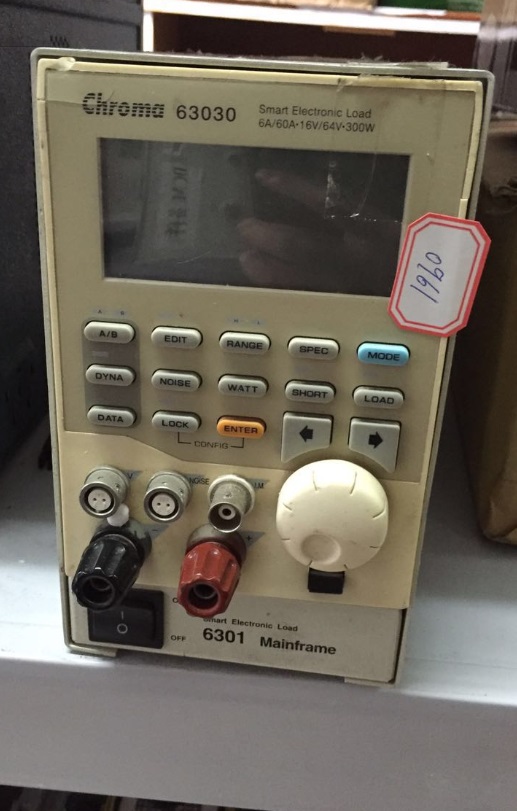 Chroma 63030 Smart Electronic Load
6A/60A•16V/64V•300W
1960
A/B EDIT RANGE SPEC MODE
DYNA NOISE WATT SHORT LOAD
DATA LOCK ENTER
CONFIG
NOISE I.M.
- +
Smart Electronic Load
OFF 6301 Mainframe